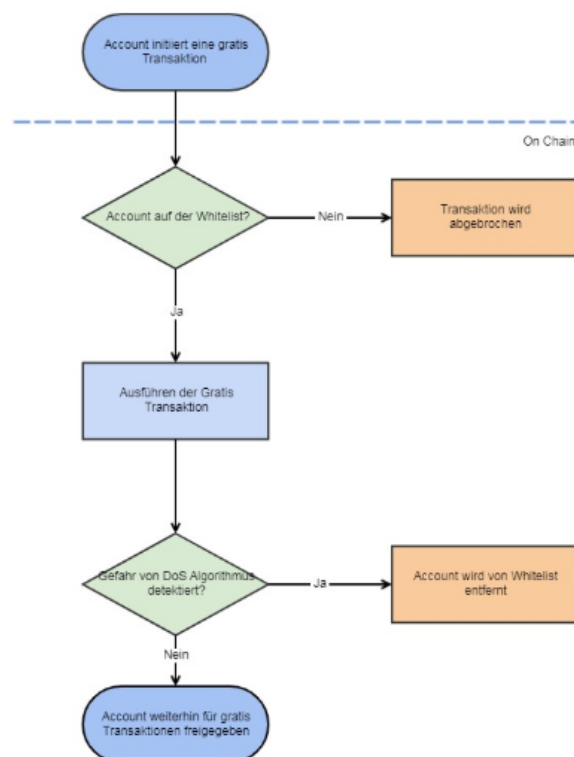 Account initiiert eine gratis
Transaktion
On Chain
Account auf der Whitelist?
Nein
Transaktion wird
abgebrochen
Ja
Ausführen der Gratis
Transaktion
Gefahr von DoS Algorithmus
detektiert?
Ja
Account wird von Whitelist
entfernt
Nein
Account weiterhin für gratis
Transaktionen freigegeben